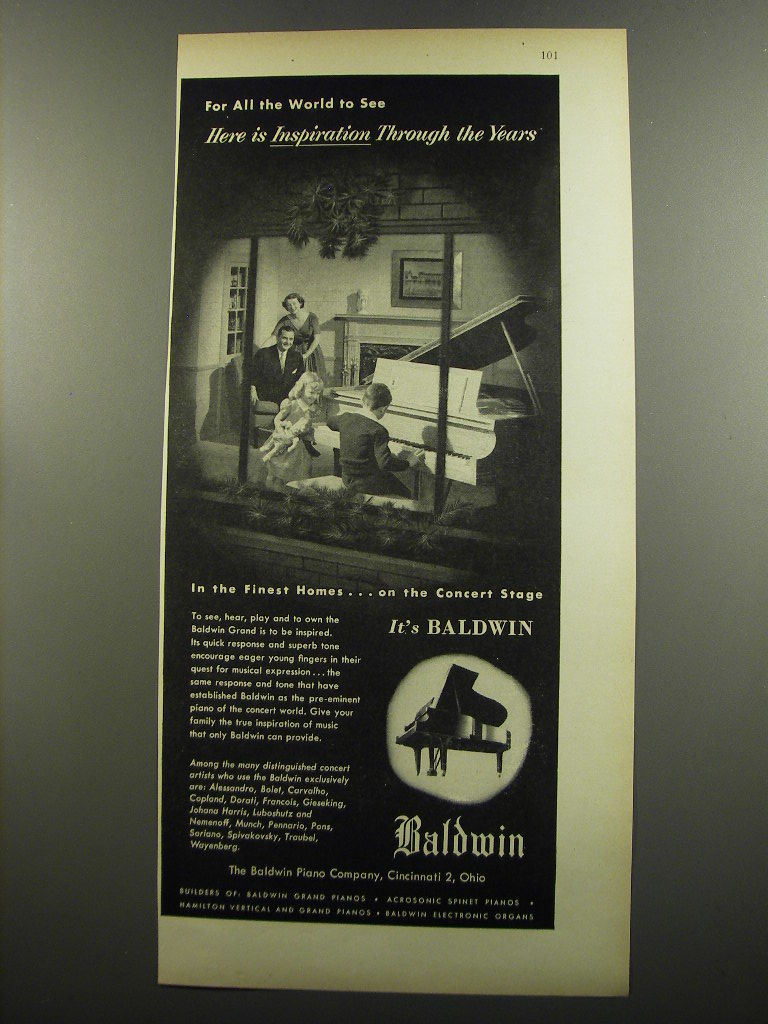 101
For All the World to See
Here is Inspiration Through the Years
In the Finest Homes . . . on the Concert Stage
To see, hear, play and to own the
Baldwin Grand is to be inspired.
Its quick response and superb tone
encourage eager young fingers in their
quest for musical expression . . . the
same response and tone that have
established Baldwin as the pre-eminent
piano of the concert world. Give your
family the true inspiration of music
that only Baldwin can provide.
Among the many distinguished concert
artists who use the Baldwin exclusively
are: Alessandro, Bolet, Carvalho,
Copland, Dorati, Francois, Gieseking,
Johana Harris, Luboshutz and
Nemenoff, Munch, Pennario, Pons,
Soriano, Spivakovsky, Traubel,
Wayenberg.
It's BALDWIN
Baldwin
The Baldwin Piano Company, Cincinnati 2, Ohio
BUILDERS OF: BALDWIN GRAND PIANOS • ACROSONIC SPINET PIANOS •
HAMILTON VERTICAL AND GRAND PIANOS • BALDWIN ELECTRONIC ORGANS